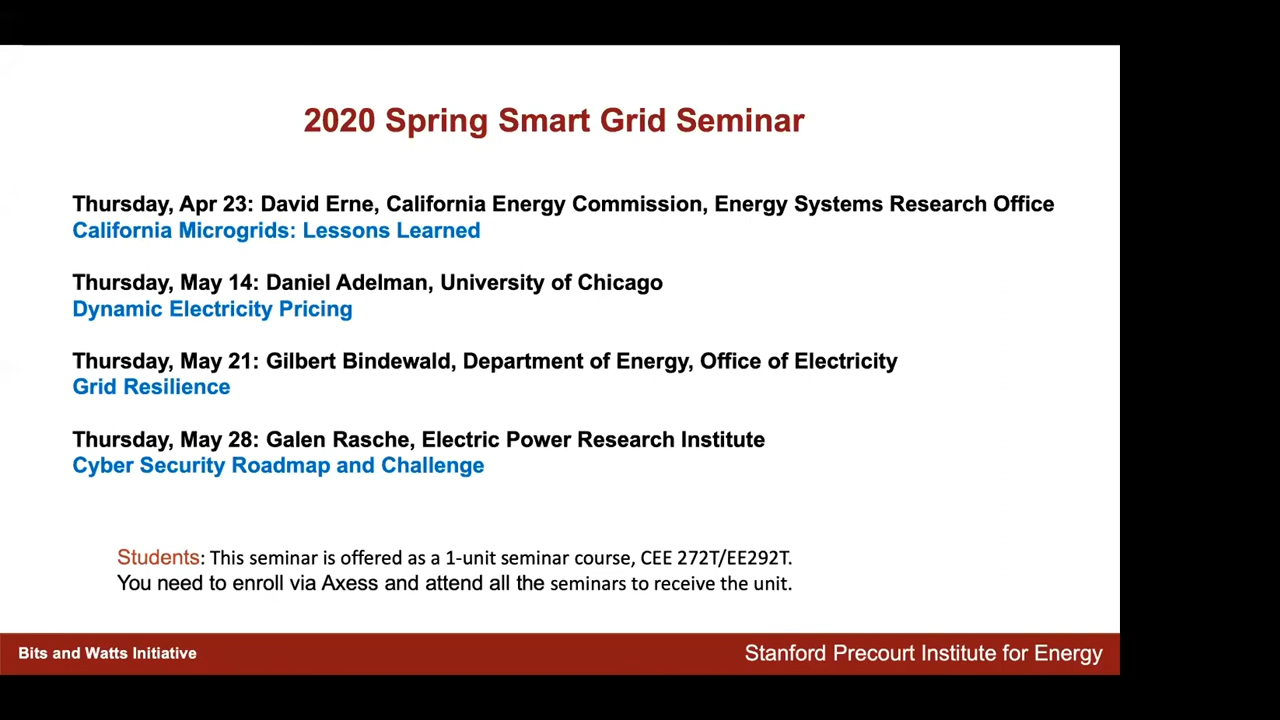 2020 Spring Smart Grid Seminar
Thursday, Apr 23: David Erne, California Energy Commission, Energy Systems Research Office
California Microgrids: Lessons Learned
Thursday, May 14: Daniel Adelman, University of Chicago
Dynamic Electricity Pricing
Thursday, May 21: Gilbert Bindewald, Department of Energy, Office of Electricity
Grid Resilience
Thursday, May 28: Galen Rasche, Electric Power Research Institute
Cyber Security Roadmap and Challenge
Students: This seminar is offered as a 1-unit seminar course, CEE 272T/EE292T.
You need to enroll via Axess and attend all the seminars to receive the unit.
Bits and Watts Initiative
Stanford Precourt Institute for Energy